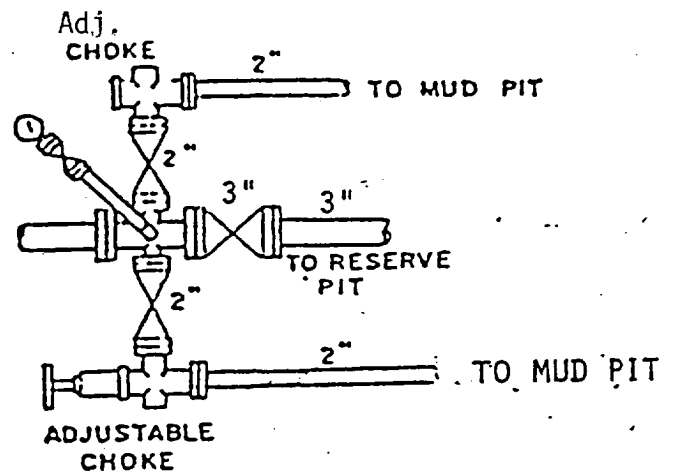 Adj.
CHOKE
2"
TO MUD PIT
2"
3"
3"
TO RESERVE
PIT
2"
2"
TO MUD PIT
ADJUSTABLE
CHOKE